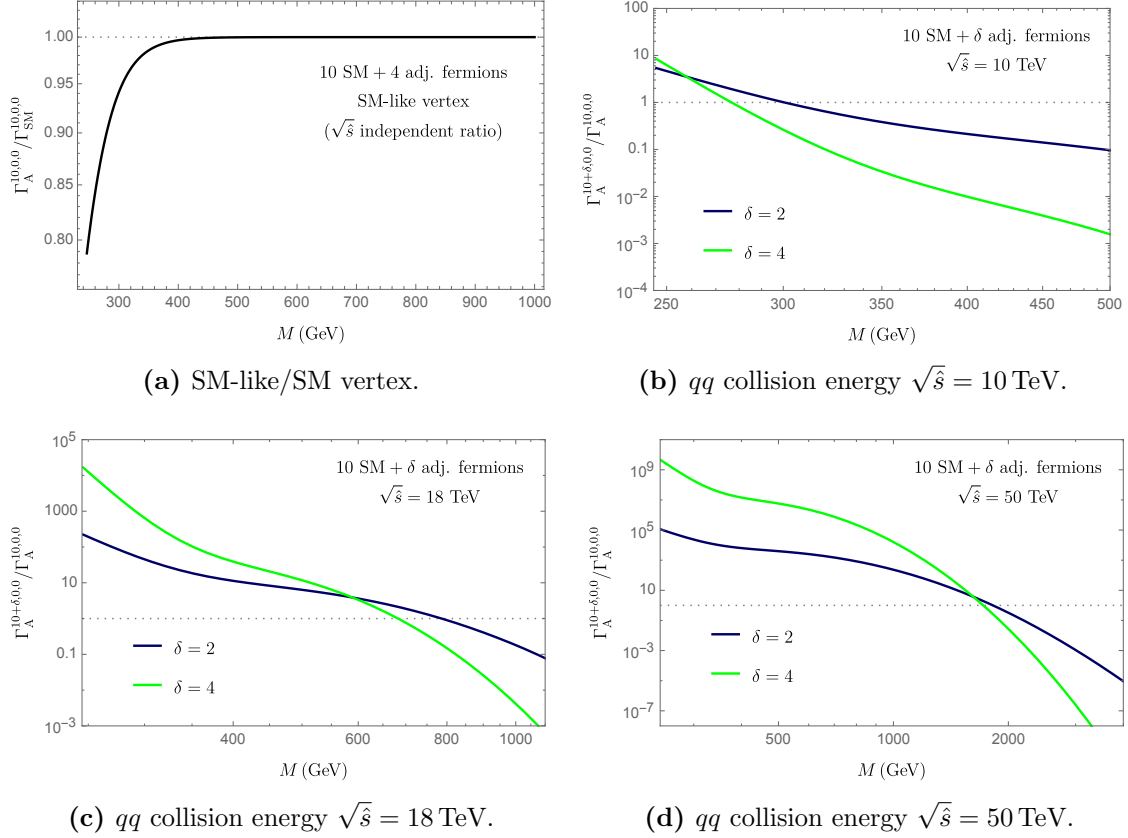 1.00
0.95
0.90
0.85
0.80
Γ_A^{10,0,0}/Γ_SM^{10,0,0}
10 SM + 4 adj. fermions
SM-like vertex
(√ŝ independent ratio)
300 400 500 600 700 800 900 1000
M (GeV)
(a) SM-like/SM vertex.
100
10
1
0.1
10^{-2}
10^{-3}
10^{-4}
Γ_A^{10+δ,0,0}/Γ_A^{10,0,0}
10 SM + δ adj. fermions
√ŝ = 10 TeV
δ = 2
δ = 4
250 300 350 400 450 500
M (GeV)
(b) qq collision energy √ŝ = 10 TeV.
10^5
1000
10
0.1
10^{-3}
Γ_A^{10+δ,0,0}/Γ_A^{10,0,0}
10 SM + δ adj. fermions
√ŝ = 18 TeV
δ = 2
δ = 4
400 600 800 1000
M (GeV)
(c) qq collision energy √ŝ = 18 TeV.
10^9
10^5
10
10^{-3}
10^{-7}
Γ_A^{10+δ,0,0}/Γ_A^{10,0,0}
10 SM + δ adj. fermions
√ŝ = 50 TeV
δ = 2
δ = 4
500 1000 2000
M (GeV)
(d) qq collision energy √ŝ = 50 TeV.